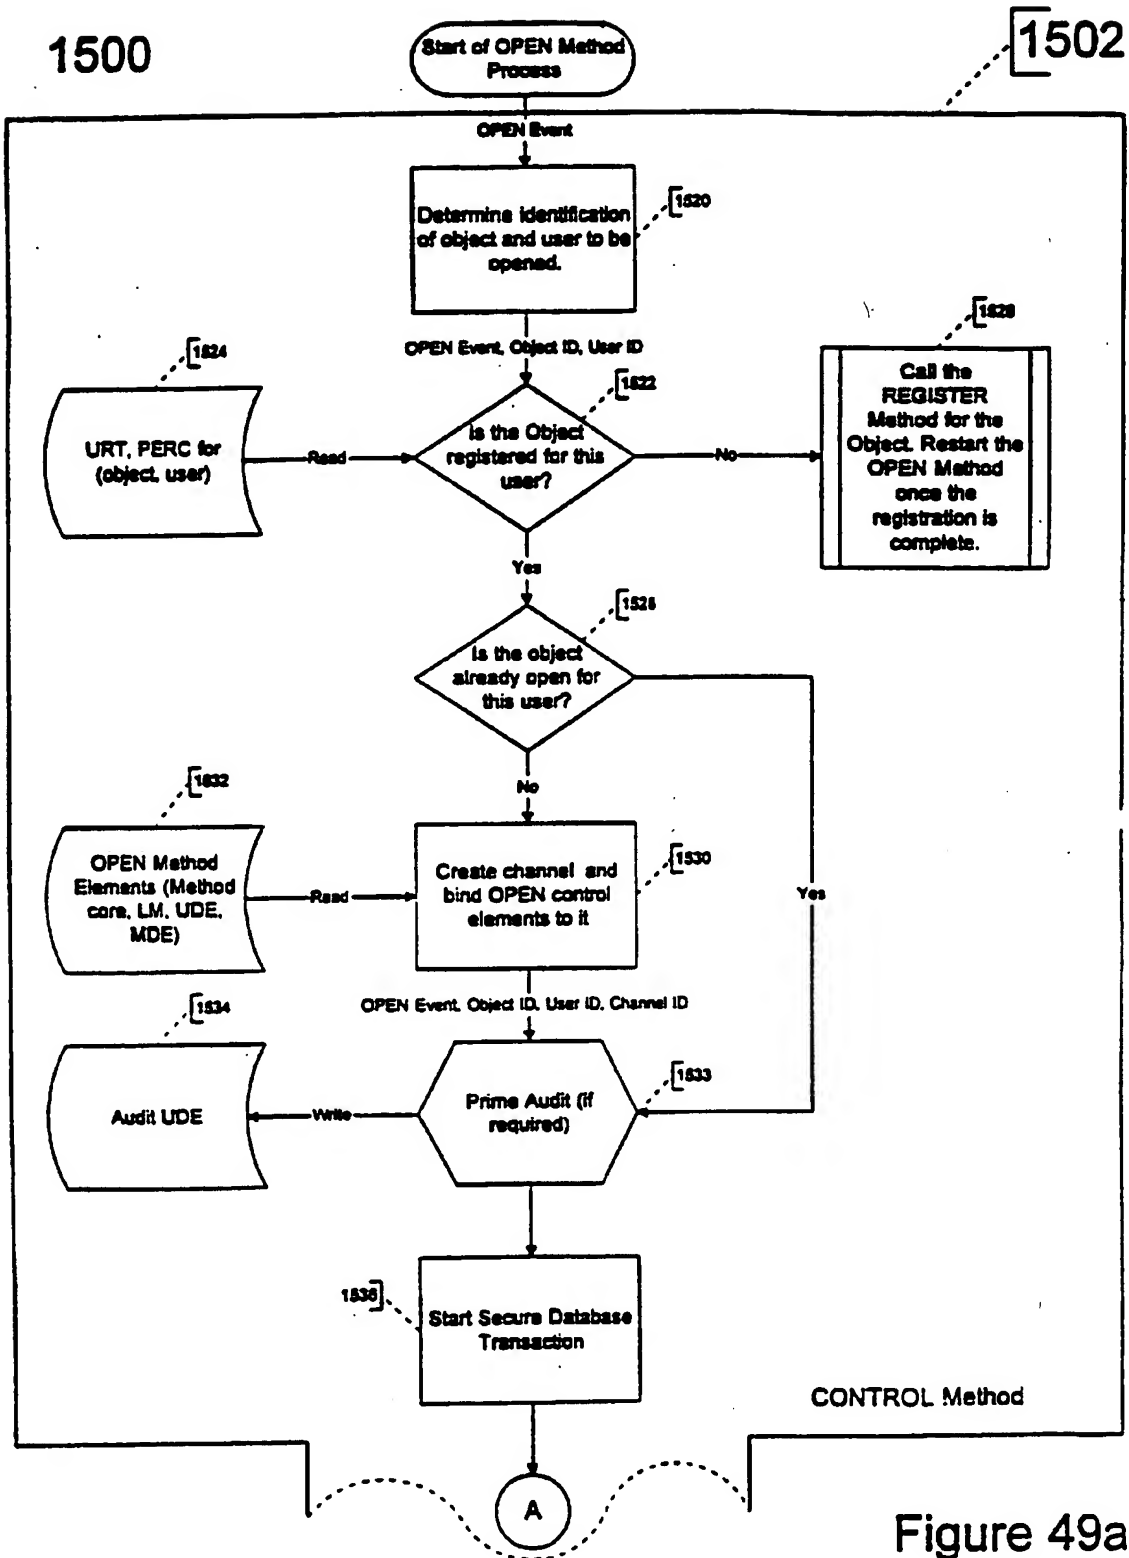 1500
1502
Start of OPEN Method
Process
OPEN Event
Determine identification
of object and user to be
opened.
1520
OPEN Event, Object ID, User ID
1524
URT, PERC for
(object, user)
Read
1522
Is the Object
registered for this
user?
No
1528
Call the
REGISTER
Method for the
Object. Restart the
OPEN Method
once the
registration is
complete.
Yes
1526
Is the object
already open for
this user?
No
Yes
1532
OPEN Method
Elements (Method
core, LM, UDE,
MDE)
Read
1530
Create channel and
bind OPEN control
elements to it
OPEN Event, Object ID, User ID, Channel ID
1534
Audit UDE
Write
1533
Prime Audit (if
required)
1536
Start Secure Database
Transaction
CONTROL Method
A
Figure 49a